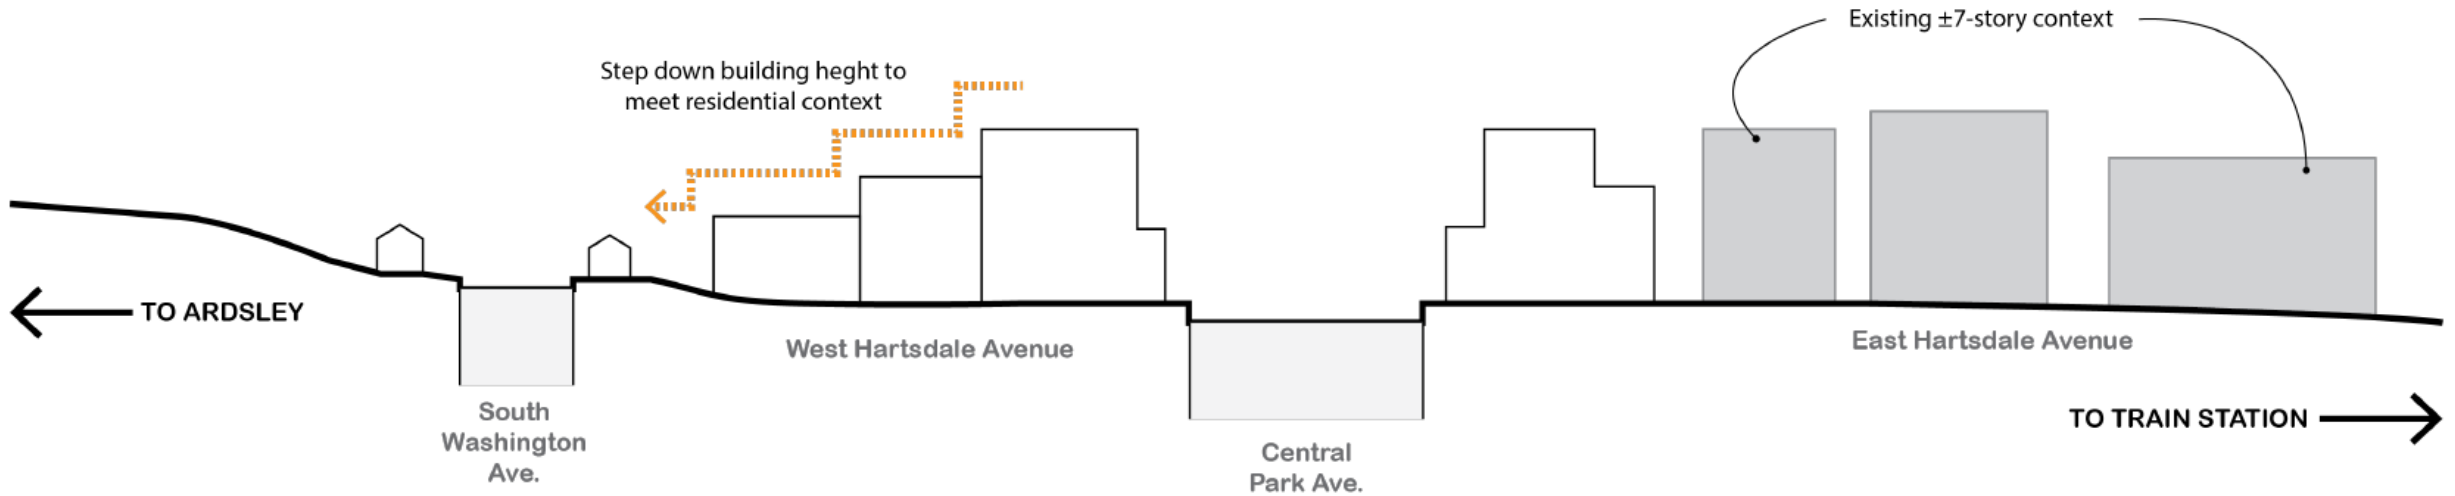 Existing ±7-story context
Step down building heght to
meet residential context
TO ARDSLEY
West Hartsdale Avenue
East Hartsdale Avenue
South
Washington
Ave.
TO TRAIN STATION
Central
Park Ave.